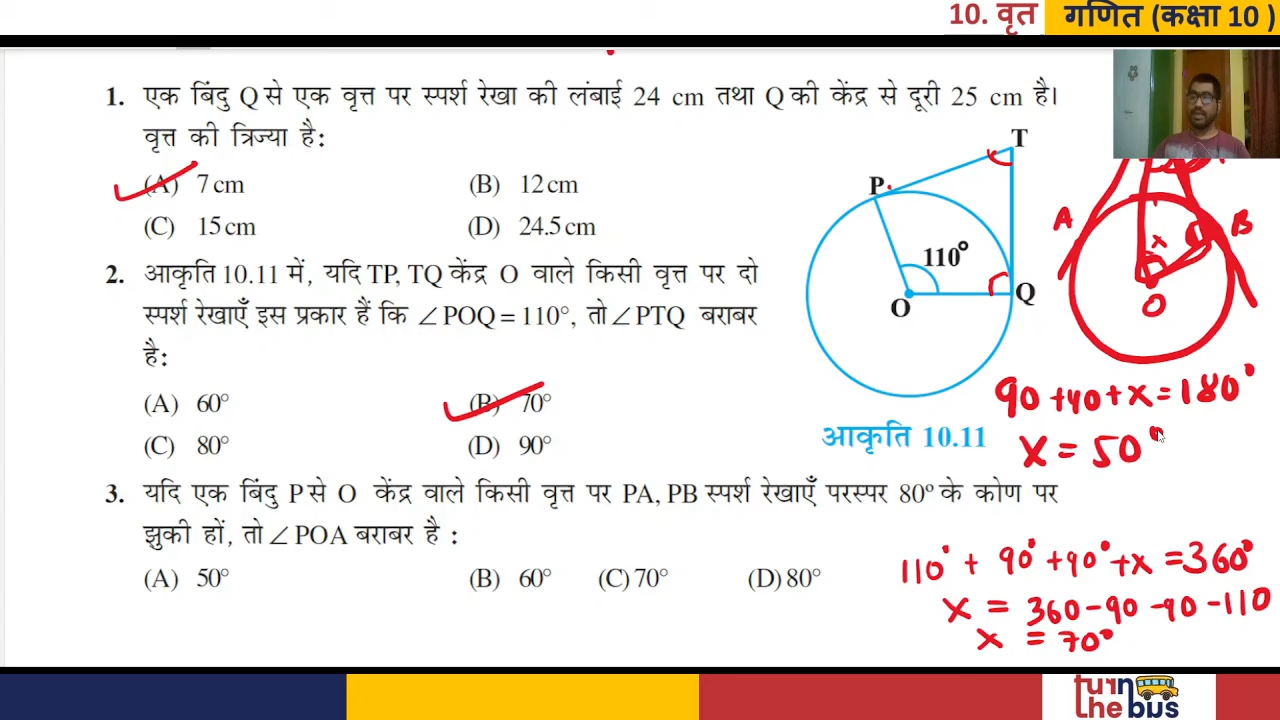 10. वृत गणित (कक्षा 10 )
1. एक बिंदु Q से एक वृत्त पर स्पर्श रेखा की लंबाई 24 cm तथा Q की केंद्र से दूरी 25 cm है।
वृत्त की त्रिज्या है:
(A) 7 cm (B) 12 cm
(C) 15 cm (D) 24.5 cm
2. आकृति 10.11 में, यदि TP, TQ केंद्र O वाले किसी वृत्त पर दो
स्पर्श रेखाएँ इस प्रकार हैं कि ∠POQ = 110°, तो ∠PTQ बराबर
है:
(A) 60° (B) 70°
(C) 80° (D) 90°
T
P
110°
O
Q
आकृति 10.11
A
B
x
O
90 + 40 + x = 180°
x = 50°
3. यदि एक बिंदु P से O केंद्र वाले किसी वृत्त पर PA, PB स्पर्श रेखाएँ परस्पर 80° के कोण पर
झुकी हों, तो ∠POA बराबर है :
(A) 50° (B) 60° (C) 70° (D) 80°
110° + 90° + 90° + x = 360°
x = 360 - 90 - 90 - 110
x = 70°
turn
the bus